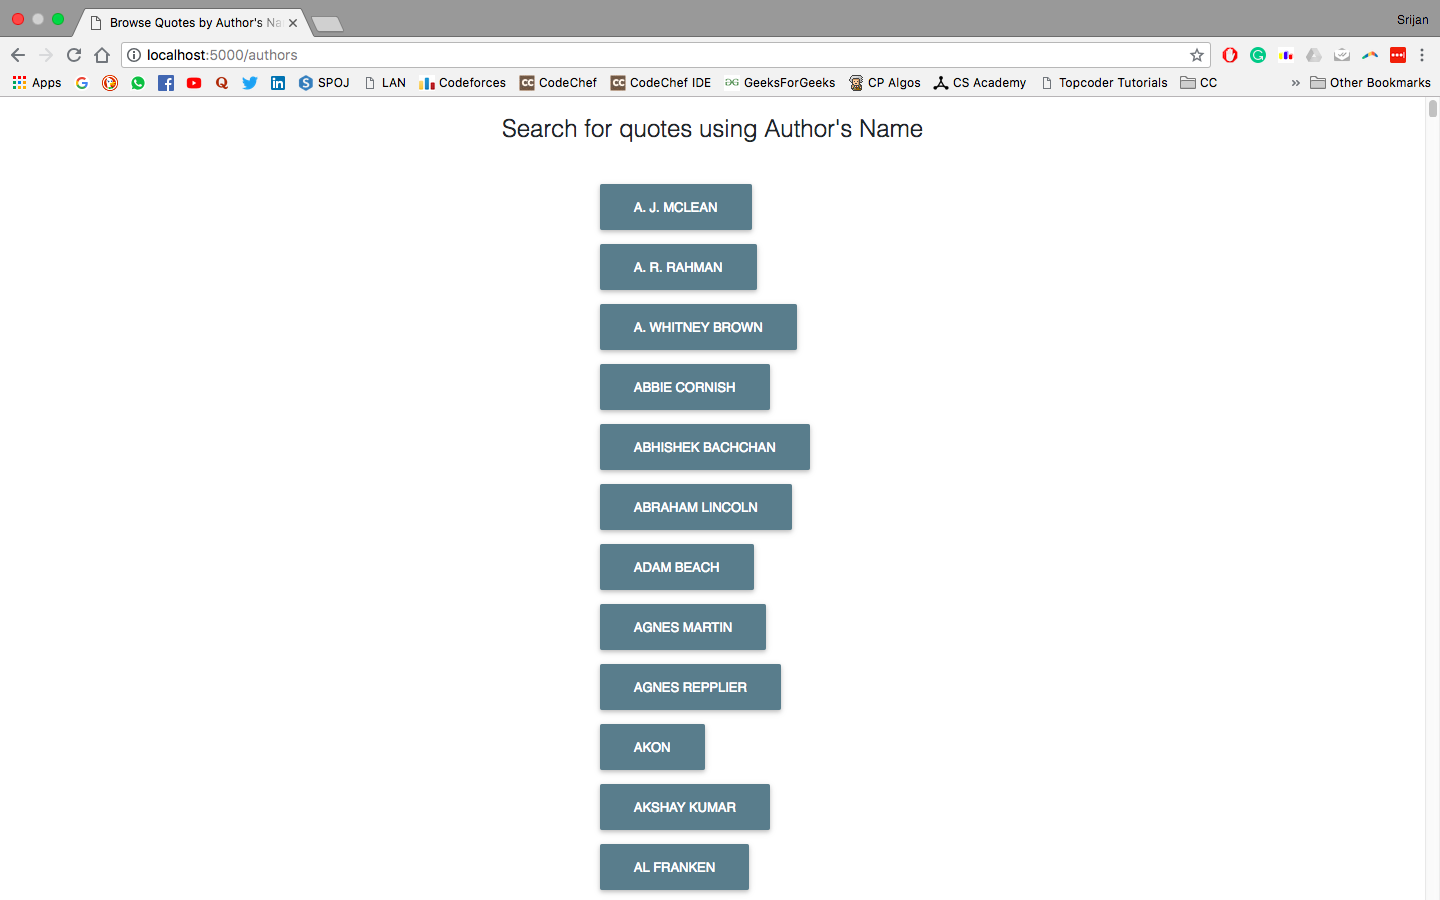 Browse Quotes by Author's Na
Srijan
localhost:5000/authors
Apps
SPOJ
LAN
Codeforces
CodeChef
CodeChef IDE
GeeksForGeeks
CP Algos
CS Academy
Topcoder Tutorials
CC
Other Bookmarks
Search for quotes using Author's Name
A. J. MCLEAN
A. R. RAHMAN
A. WHITNEY BROWN
ABBIE CORNISH
ABHISHEK BACHCHAN
ABRAHAM LINCOLN
ADAM BEACH
AGNES MARTIN
AGNES REPPLIER
AKON
AKSHAY KUMAR
AL FRANKEN